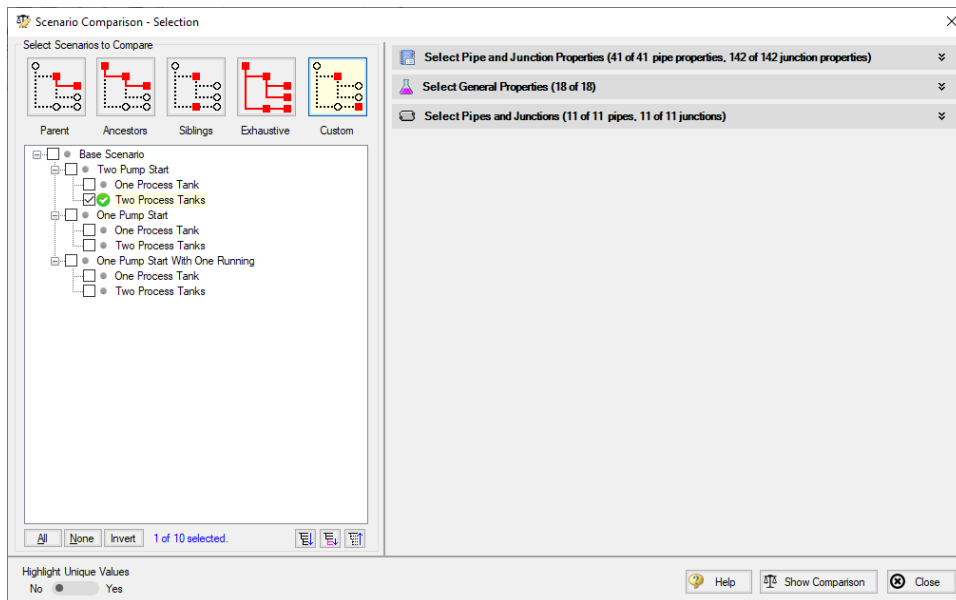 Scenario Comparison - Selection
Select Scenarios to Compare
Parent Ancestors Siblings Exhaustive Custom
Base Scenario
Two Pump Start
One Process Tank
Two Process Tanks
One Pump Start
One Process Tank
Two Process Tanks
One Pump Start With One Running
One Process Tank
Two Process Tanks
All None Invert 1 of 10 selected.
Select Pipe and Junction Properties (41 of 41 pipe properties, 142 of 142 junction properties)
Select General Properties (18 of 18)
Select Pipes and Junctions (11 of 11 pipes, 11 of 11 junctions)
Highlight Unique Values
No Yes
Help Show Comparison Close